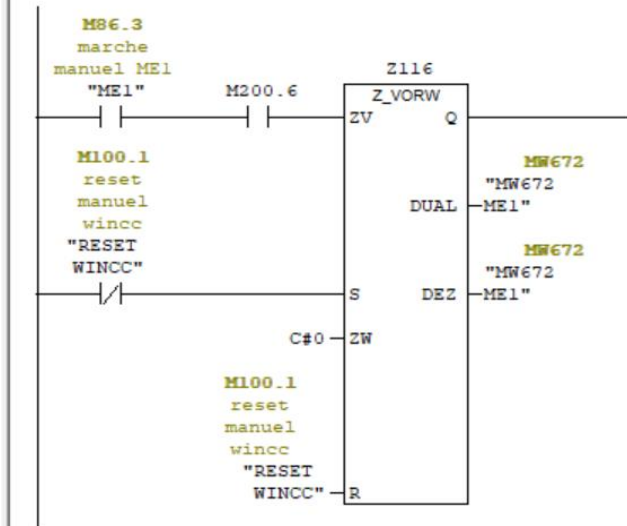 M86.3
marche
manuel ME1
"ME1"
M200.6
Z116
Z_VORW
ZV
Q
M100.1
reset
manuel
wincc
"RESET
WINCC"
MW672
"MW672
ME1"
DUAL
MW672
"MW672
ME1"
S
DEZ
C#0
ZW
M100.1
reset
manuel
wincc
"RESET
WINCC"
R